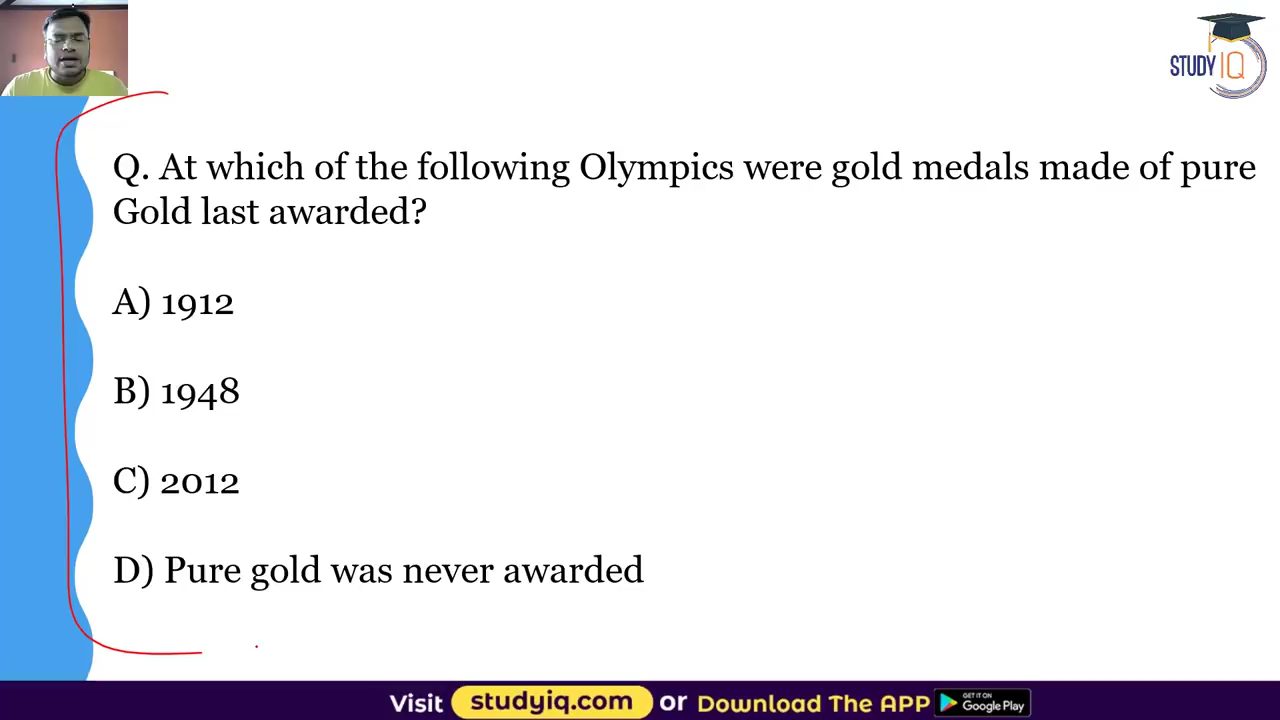 STUDY IQ
Q. At which of the following Olympics were gold medals made of pure
Gold last awarded?
A) 1912
B) 1948
C) 2012
D) Pure gold was never awarded
Visit studyiq.com or Download The APP GET IT ON Google Play